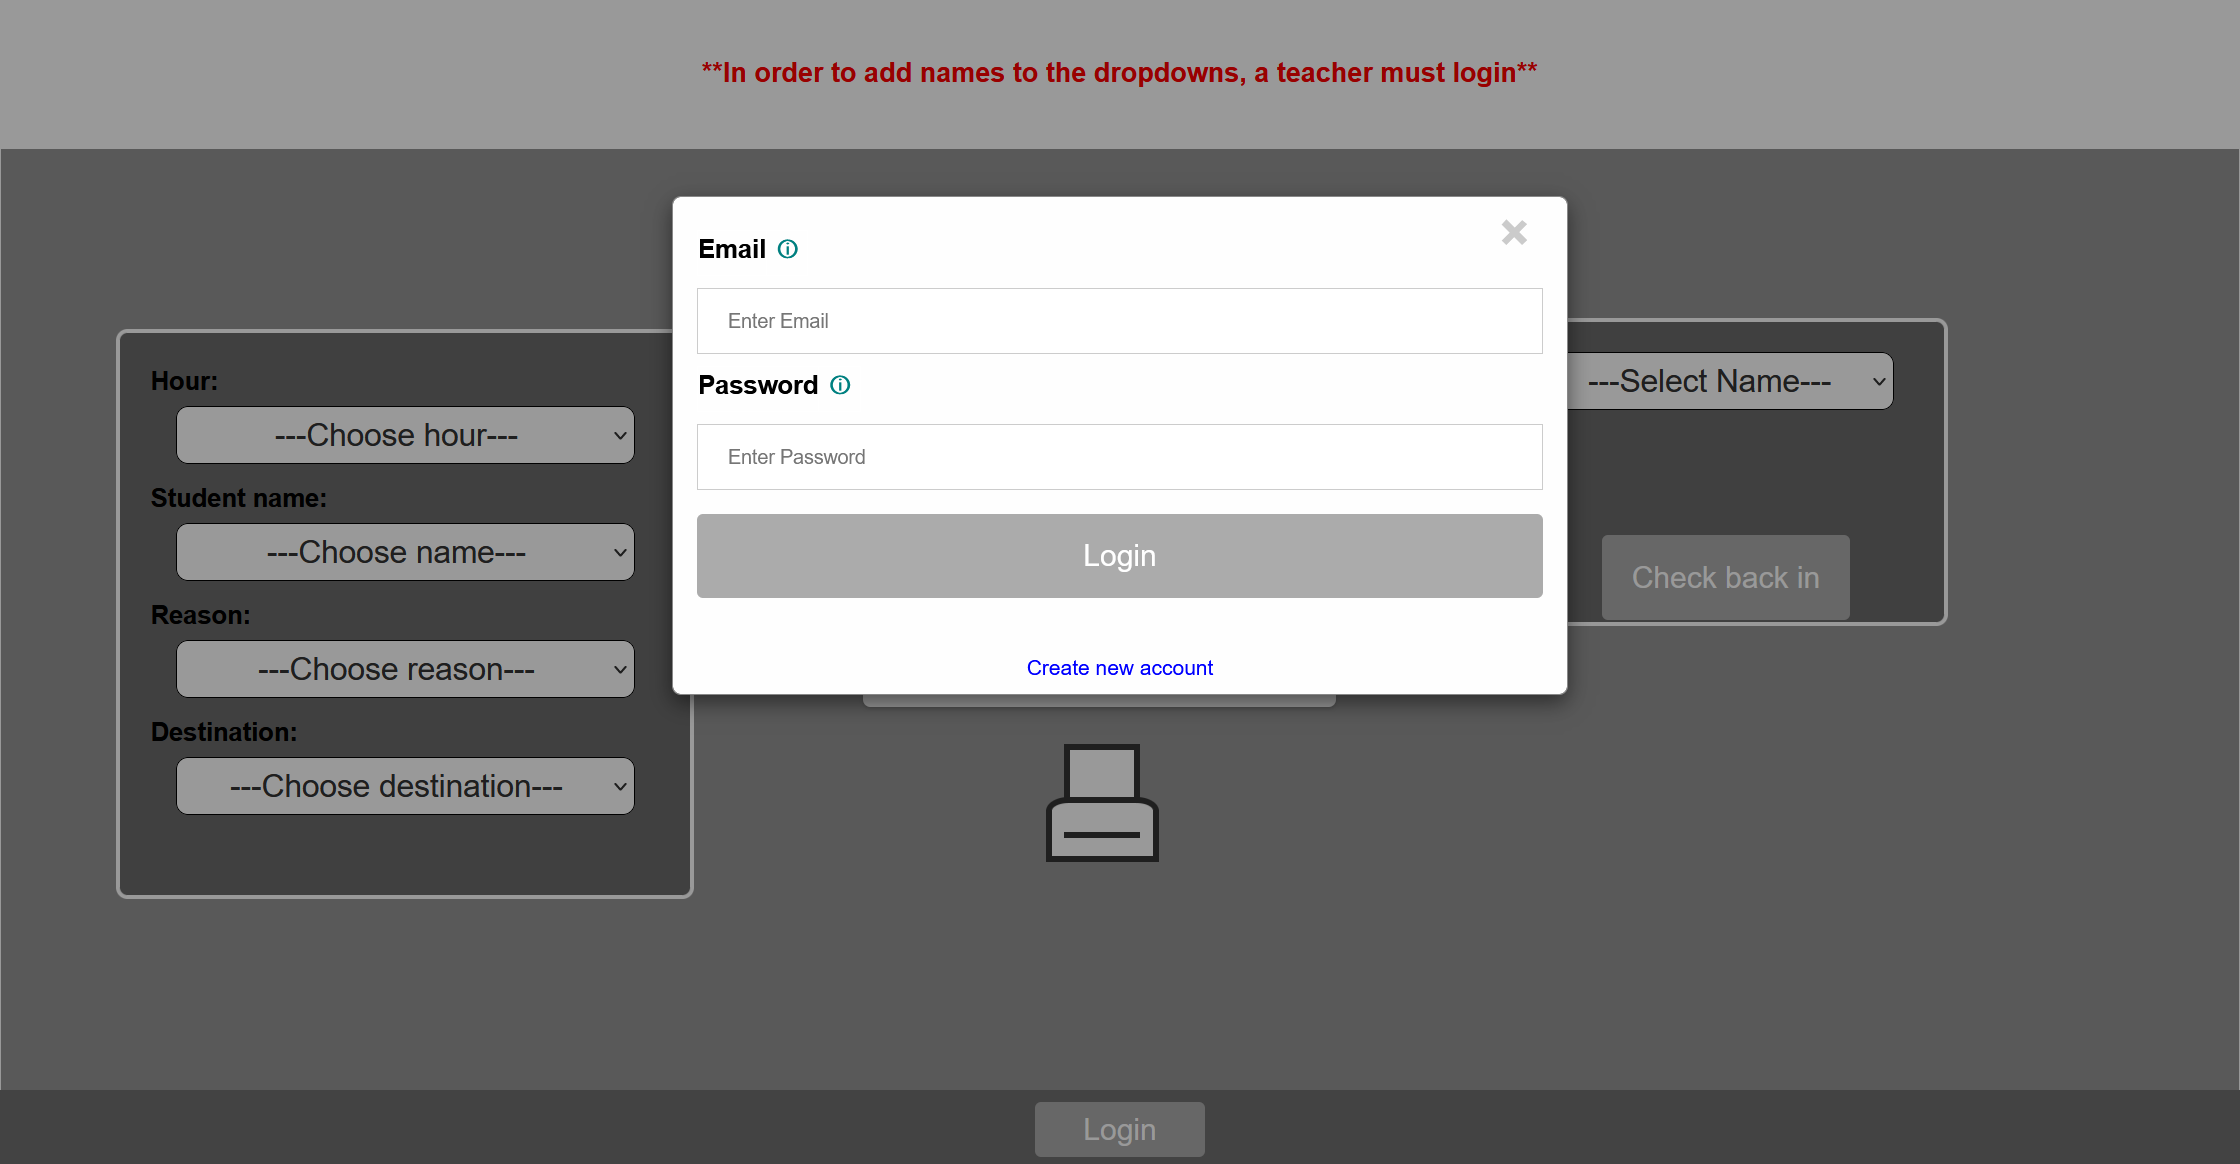 **In order to add names to the dropdowns, a teacher must login**
Email
Enter Email
Password
Enter Password
Login
Create new account
Hour:
---Choose hour---
Student name:
---Choose name---
Reason:
---Choose reason---
Destination:
---Choose destination---
---Select Name---
Check back in
Login